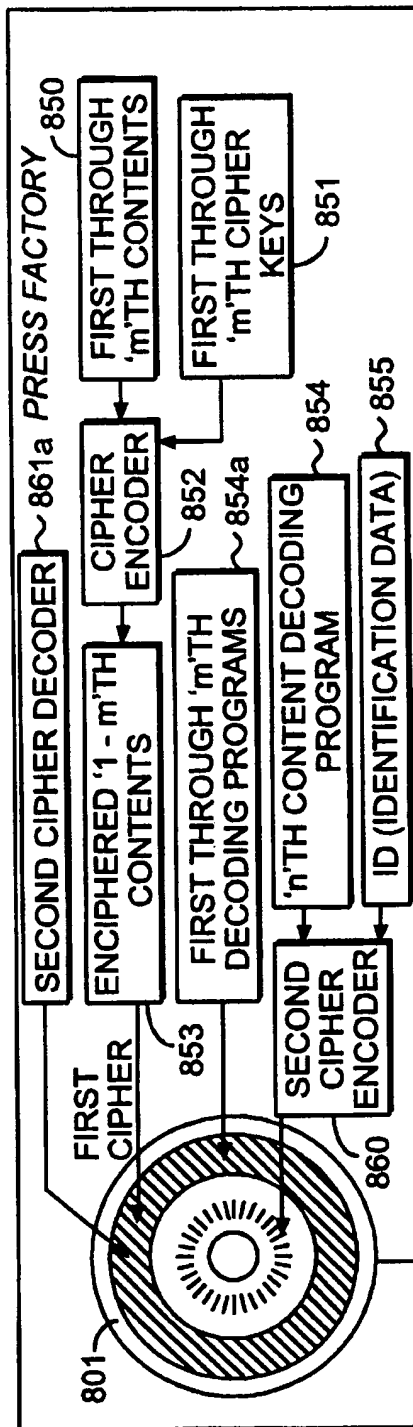 PRESS FACTORY
861a
SECOND CIPHER DECODER
850
FIRST THROUGH
'm'TH CONTENTS
851
FIRST THROUGH
'm'TH CIPHER
KEYS
CIPHER
ENCODER
852
ENCIPHERED '1 - m'TH
CONTENTS
853
FIRST
CIPHER
854a
FIRST THROUGH 'm'TH
DECODING PROGRAMS
854
'n'TH CONTENT DECODING
PROGRAM
855
ID (IDENTIFICATION DATA)
SECOND
CIPHER
ENCODER
860
801